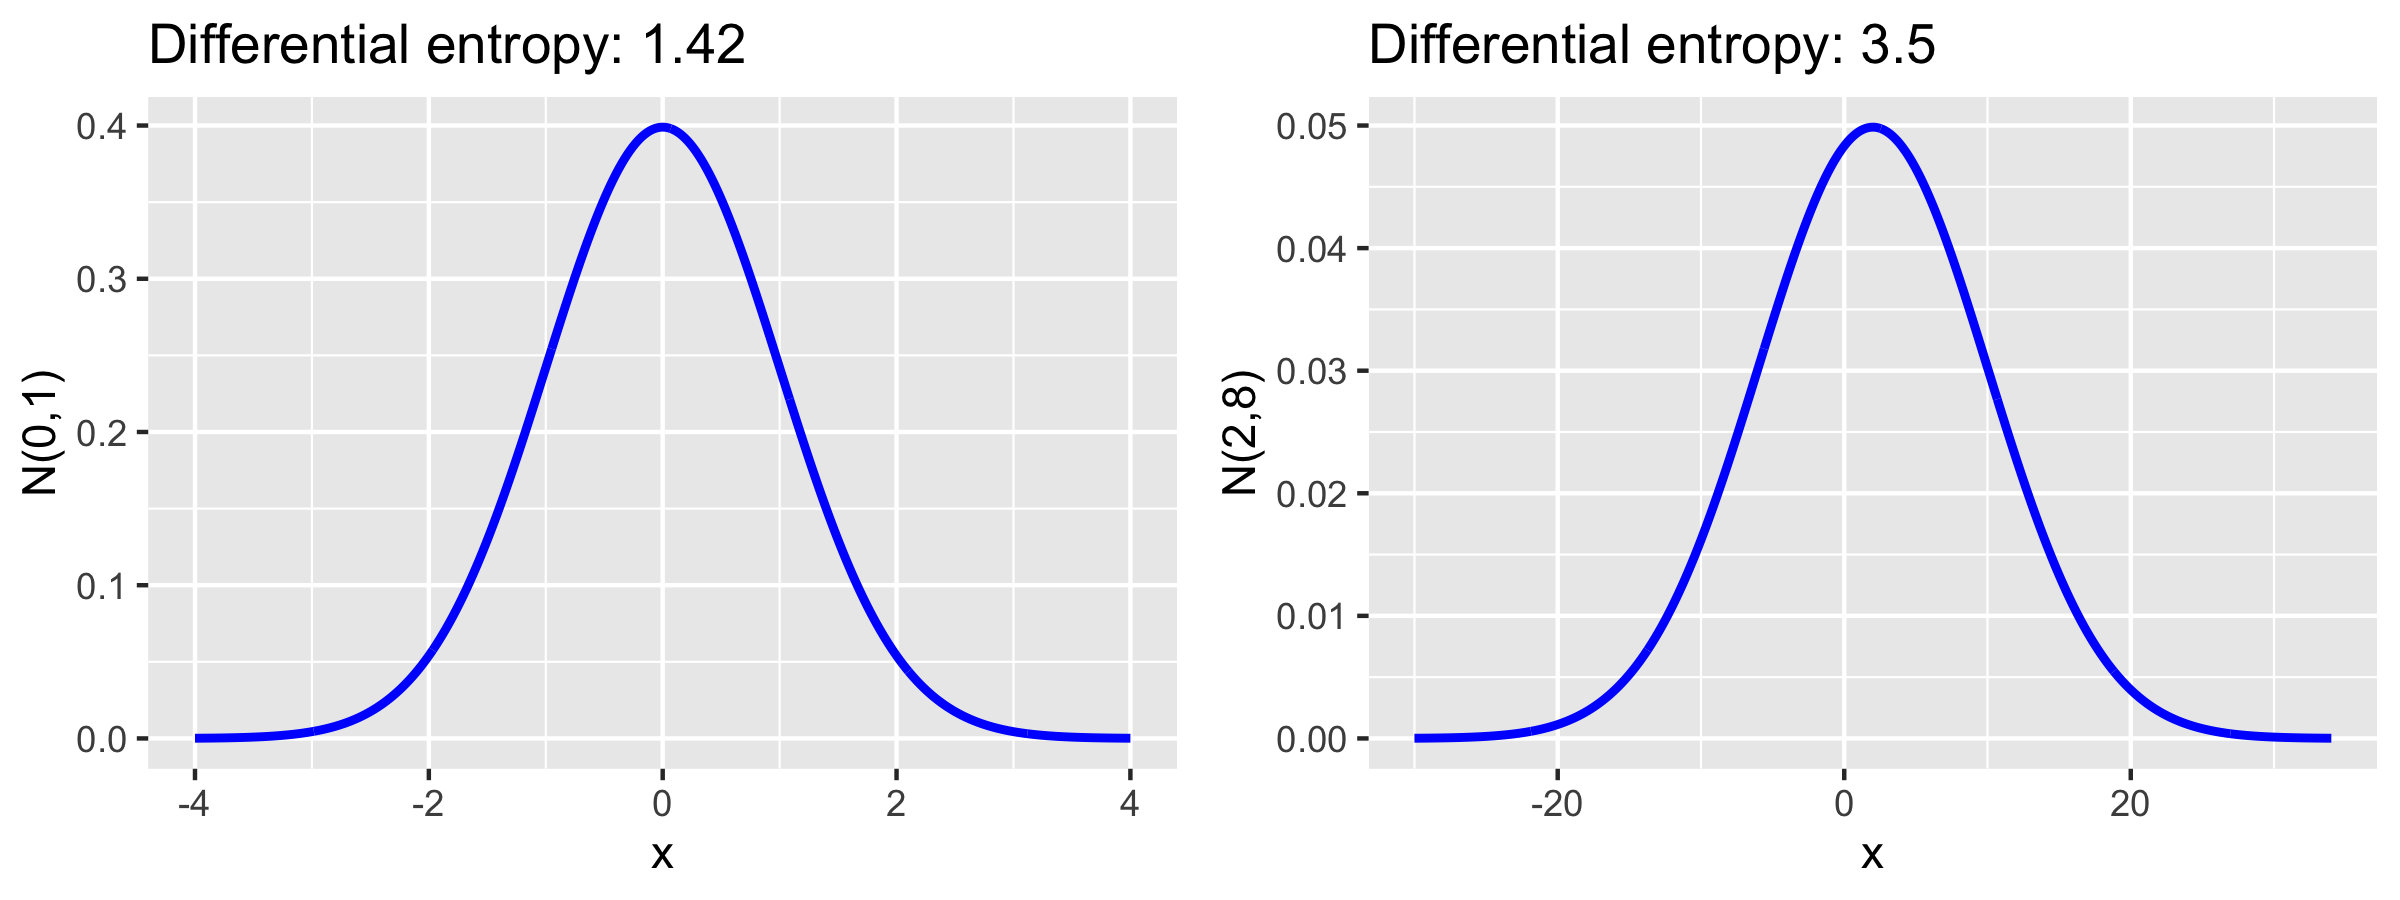 Differential entropy: 1.42
0.4
0.3
0.2
0.1
0.0
N(0,1)
-4 -2 0 2 4
x
Differential entropy: 3.5
0.05
0.04
0.03
0.02
0.01
0.00
N(2,8)
-20 0 20
x